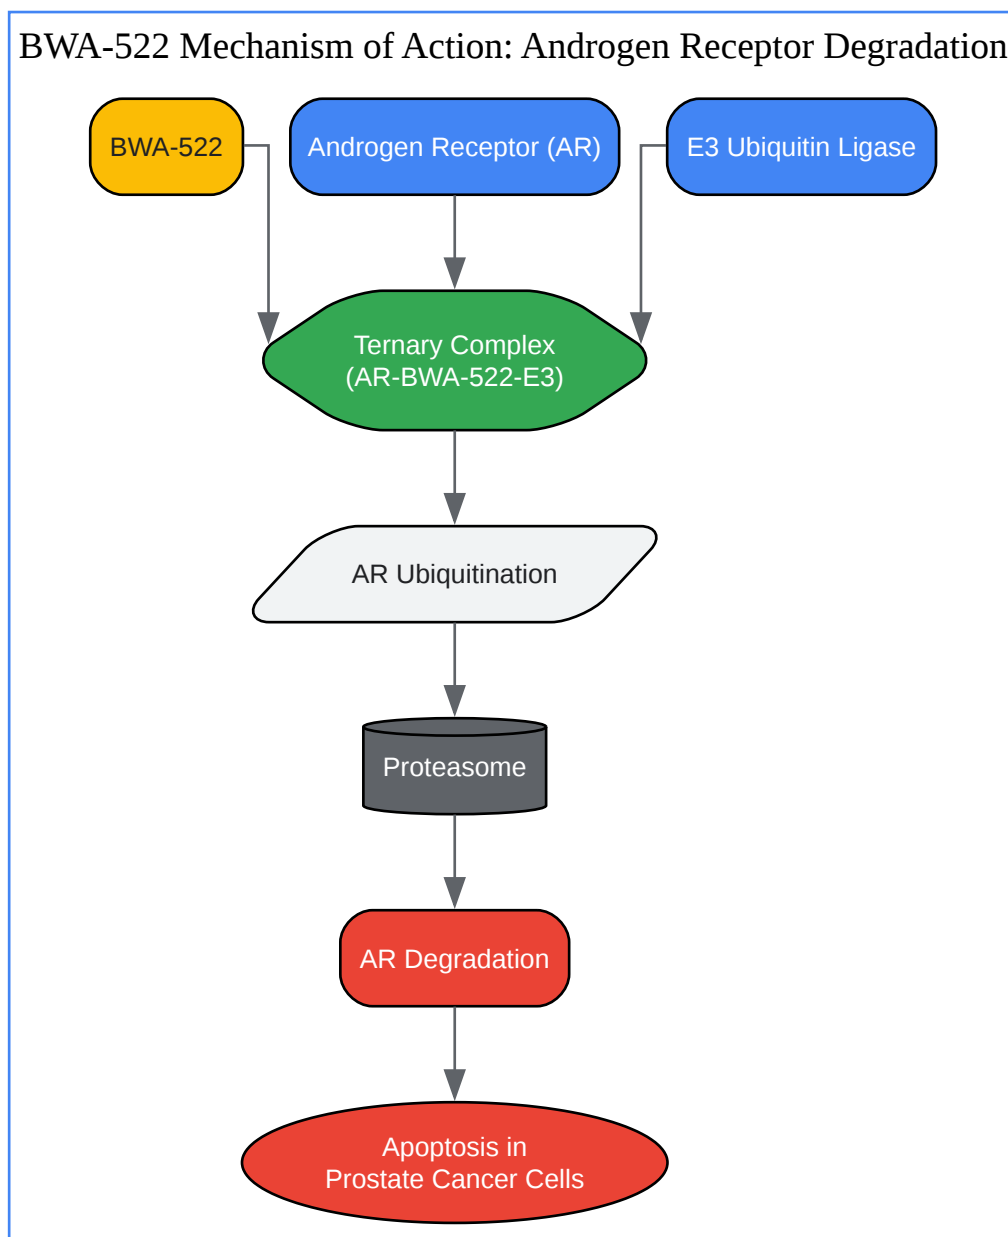 BWA-522 Mechanism of Action: Androgen Receptor Degradation
BWA-522
Androgen Receptor (AR)
E3 Ubiquitin Ligase
Ternary Complex
(AR-BWA-522-E3)
AR Ubiquitination
Proteasome
AR Degradation
Apoptosis in
Prostate Cancer Cells